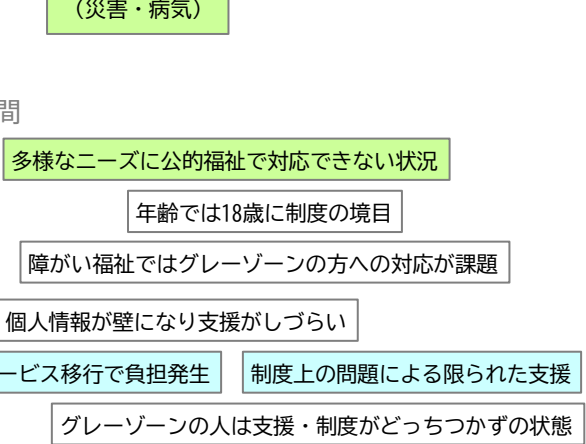 （災害・病気）
間
多様なニーズに公的福祉で対応できない状況
年齢では18歳に制度の境目
障がい福祉ではグレーゾーンの方への対応が課題
個人情報が壁になり支援がしづらい
ービス移行で負担発生
制度上の問題による限られた支援
グレーゾーンの人は支援・制度がどっちつかずの状態